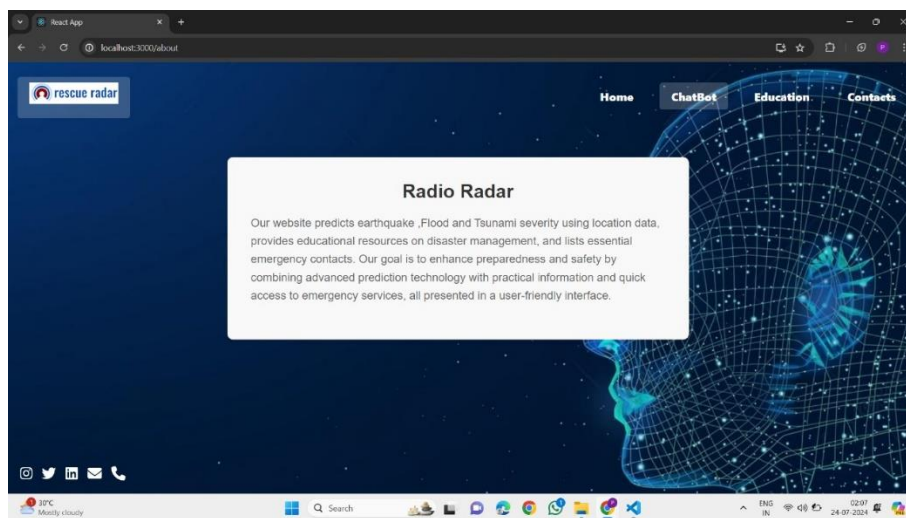 React App
localhost:3000/about
rescue radar
Home ChatBot Education Contacts
Radio Radar
Our website predicts earthquake ,Flood and Tsunami severity using location data,
provides educational resources on disaster management, and lists essential
emergency contacts. Our goal is to enhance preparedness and safety by
combining advanced prediction technology with practical information and quick
access to emergency services, all presented in a user-friendly interface.
30°C
Mostly cloudy
Search
ENG
IN
02:07
24-07-2024